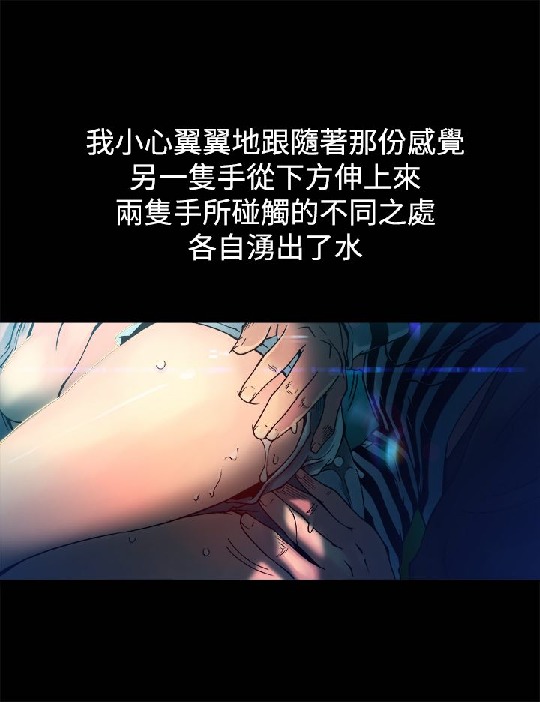 我小心翼翼地跟隨著那份感覺
另一隻手從下方伸上來
兩隻手所碰觸的不同之處
各自湧出了水